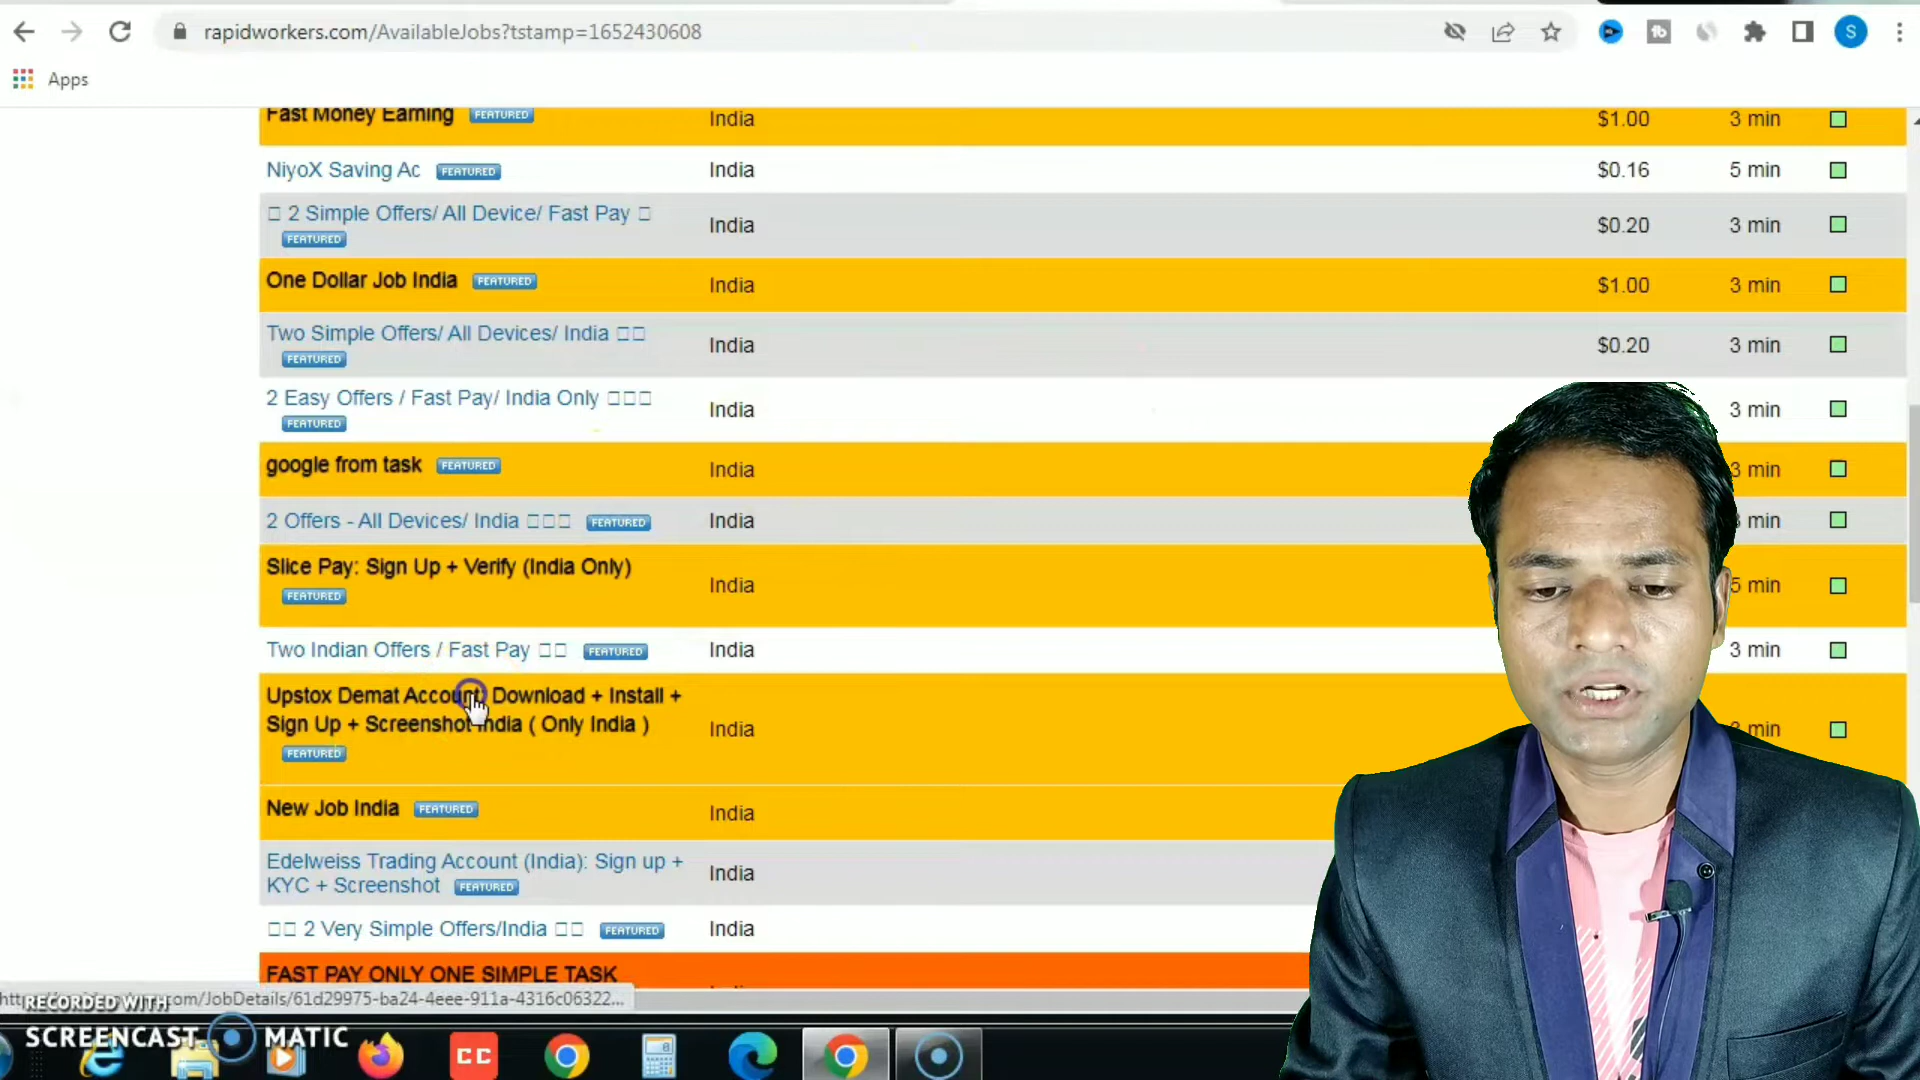 rapidworkers.com/AvailableJobs?tstamp=1652430608
S
Apps
Fast Money Earning FEATURED India $1.00 3 min
NiyoX Saving Ac FEATURED India $0.16 5 min
2 Simple Offers/ All Device/ Fast Pay
FEATURED
India $0.20 3 min
One Dollar Job India FEATURED India $1.00 3 min
Two Simple Offers/ All Devices/ India
FEATURED
India $0.20 3 min
2 Easy Offers / Fast Pay/ India Only
FEATURED
India 3 min
google from task FEATURED India 3 min
2 Offers - All Devices/ India FEATURED India min
Slice Pay: Sign Up + Verify (India Only)
FEATURED
India 5 min
Two Indian Offers / Fast Pay FEATURED India 3 min
Upstox Demat Account Download + Install +
Sign Up + Screenshot India ( Only India )
FEATURED
India min
New Job India FEATURED India
Edelweiss Trading Account (India): Sign up +
KYC + Screenshot FEATURED
India
2 Very Simple Offers/India FEATURED India
FAST PAY ONLY ONE SIMPLE TASK
.com/JobDetails/61d29975-ba24-4eee-911a-4316c06322...
RECORDED WITH
SCREENCAST MATIC
CC